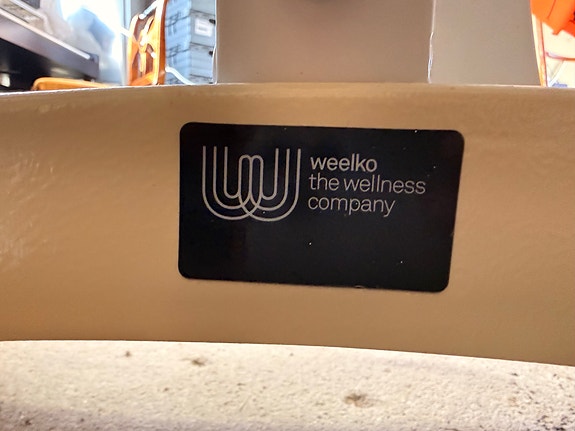 weelko
the wellness
company